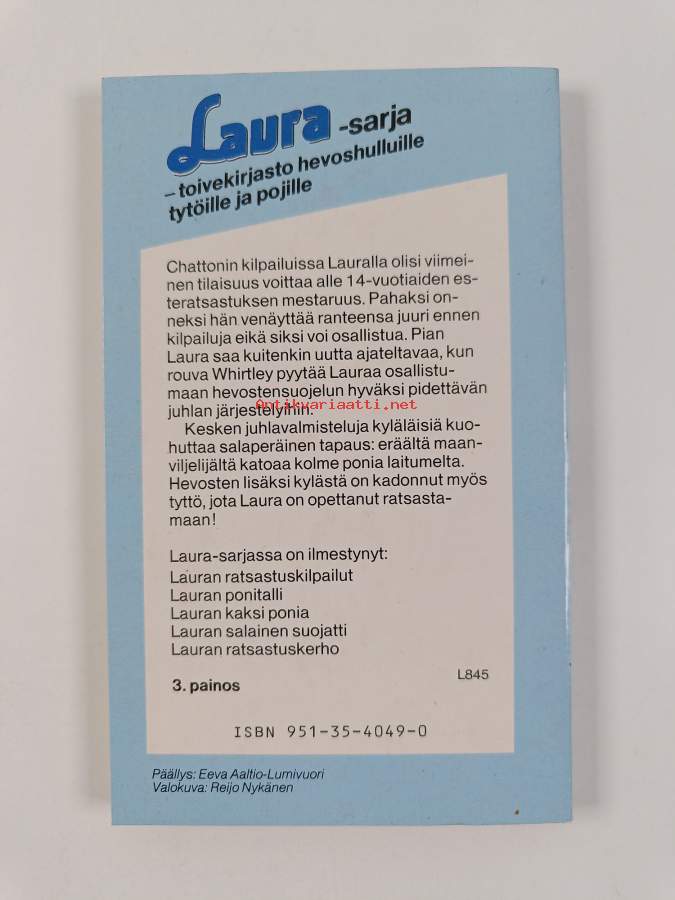 Laura -sarja
– toivekirjasto hevoshulluille
tytöille ja pojille
Chattonin kilpailuissa Lauralla olisi viimei-
nen tilaisuus voittaa alle 14-vuotiaiden es-
teratsastuksen mestaruus. Pahaksi on-
neksi hän venäyttää ranteensa juuri ennen
kilpailuja eikä siksi voi osallistua. Pian
Laura saa kuitenkin uutta ajateltavaa, kun
rouva Whirtley pyytää Lauraa osallistu-
maan hevostensuojelun hyväksi pidettävän
juhlan järjestelyihin.
Antikvariaatti.net
Kesken juhlavalmisteluja kyläläisiä kuo-
huttaa salaperäinen tapaus: eräältä maan-
viljelijältä katoaa kolme ponia laitumelta.
Hevosten lisäksi kylästä on kadonnut myös
tyttö, jota Laura on opettanut ratsasta-
maan!
Laura-sarjassa on ilmestynyt:
Lauran ratsastuskilpailut
Lauran ponitalli
Lauran kaksi ponia
Lauran salainen suojatti
Lauran ratsastuskerho
L845
3. painos
ISBN 951-35-4049-0
Päällys: Eeva Aaltio-Lumivuori
Valokuva: Reijo Nykänen